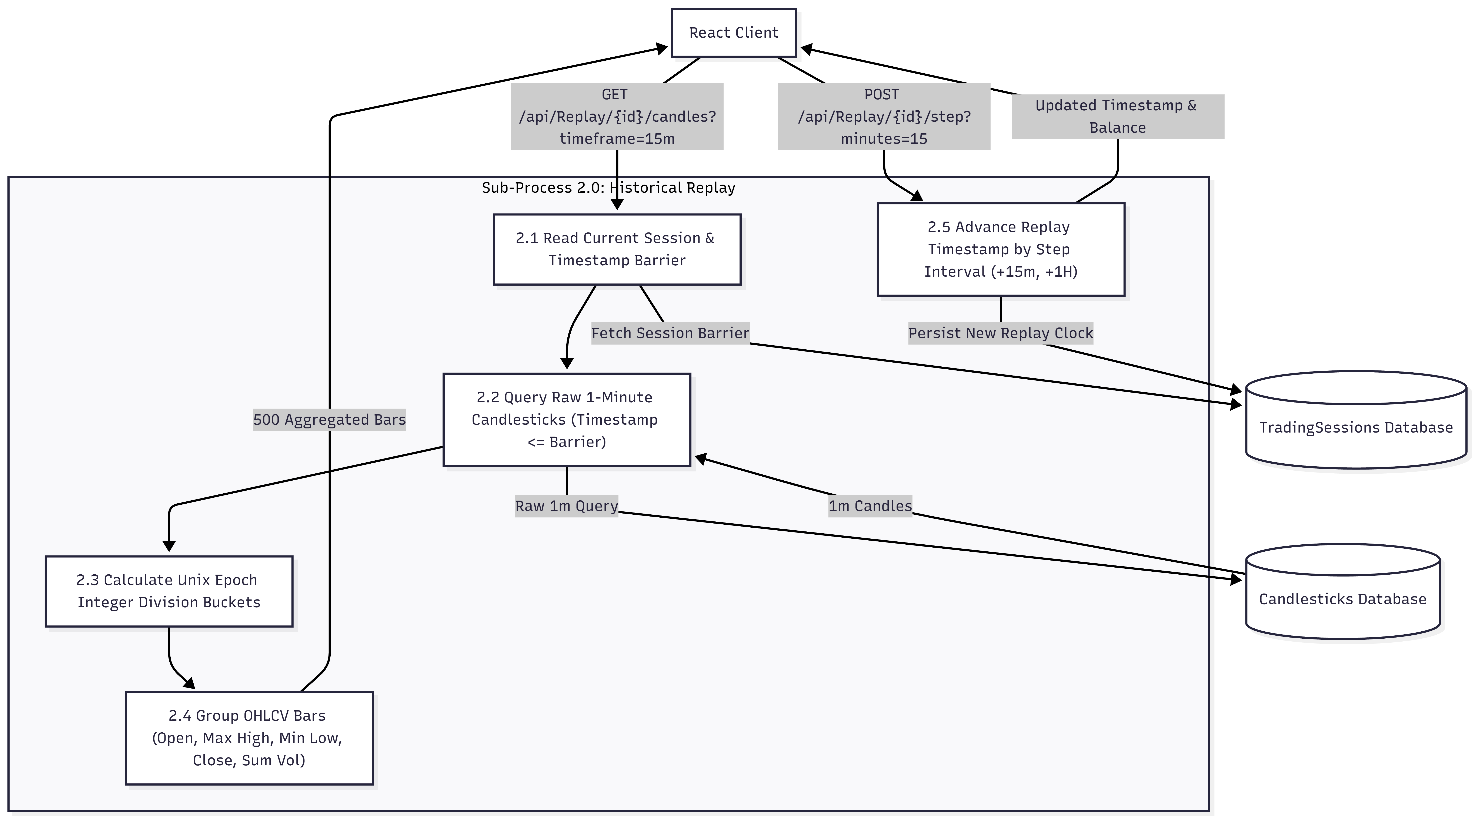 React Client
GET
/api/Replay/{id}/candles?
timeframe=15m
POST
/api/Replay/{id}/step?
minutes=15
Updated Timestamp &
Balance
Sub-Process 2.0: Historical Replay
2.1 Read Current Session &
Timestamp Barrier
2.5 Advance Replay
Timestamp by Step
Interval (+15m, +1H)
Fetch Session Barrier
Persist New Replay Clock
2.2 Query Raw 1-Minute
Candlesticks (Timestamp
<= Barrier)
500 Aggregated Bars
TradingSessions Database
Raw 1m Query
1m Candles
2.3 Calculate Unix Epoch
Integer Division Buckets
Candlesticks Database
2.4 Group OHLCV Bars
(Open, Max High, Min Low,
Close, Sum Vol)